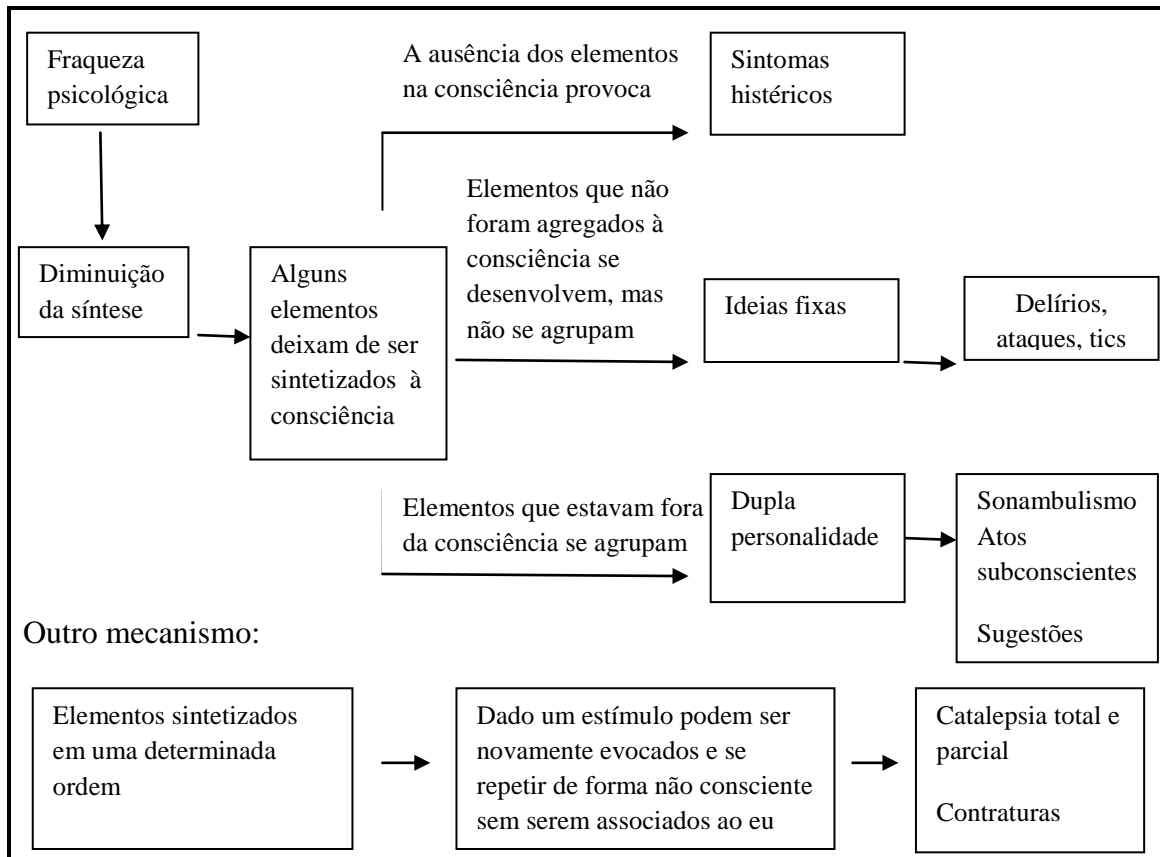 Fraqueza
psicológica
A ausência dos elementos
na consciência provoca
Sintomas
histéricos
Diminuição
da síntese
Alguns
elementos
deixam de ser
sintetizados à
consciência
Elementos que não
foram agregados à
consciência se
desenvolvem, mas
não se agrupam
Ideias fixas
Delírios,
ataques, tics
Elementos que estavam fora
da consciência se agrupam
Dupla
personalidade
Sonambulismo
Atos
subconscientes
Sugestões
Outro mecanismo:
Elementos sintetizados
em uma determinada
ordem
Dado um estímulo podem ser
novamente evocados e se
repetir de forma não consciente
sem serem associados ao eu
Catalepsia total e
parcial
Contraturas